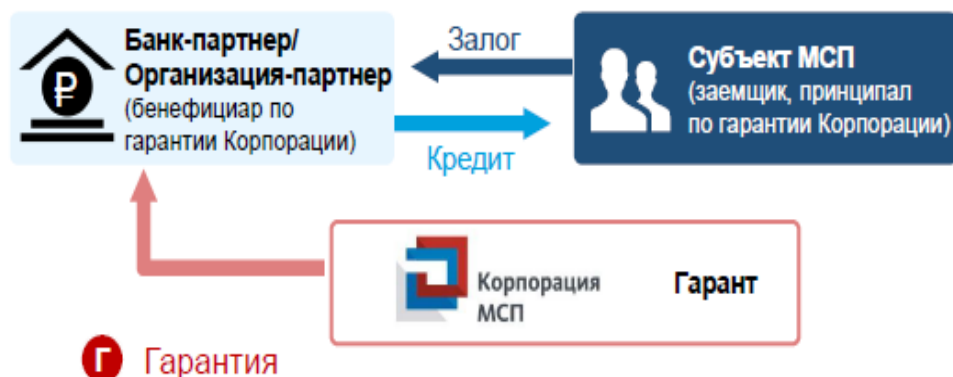 Банк-партнер/
Организация-партнер
(бенефициар по
гарантии Корпорации)
Залог
Кредит
Субъект МСП
(заемщик, принципал
по гарантии Корпорации)
Корпорация
МСП
Гарант
Г Гарантия